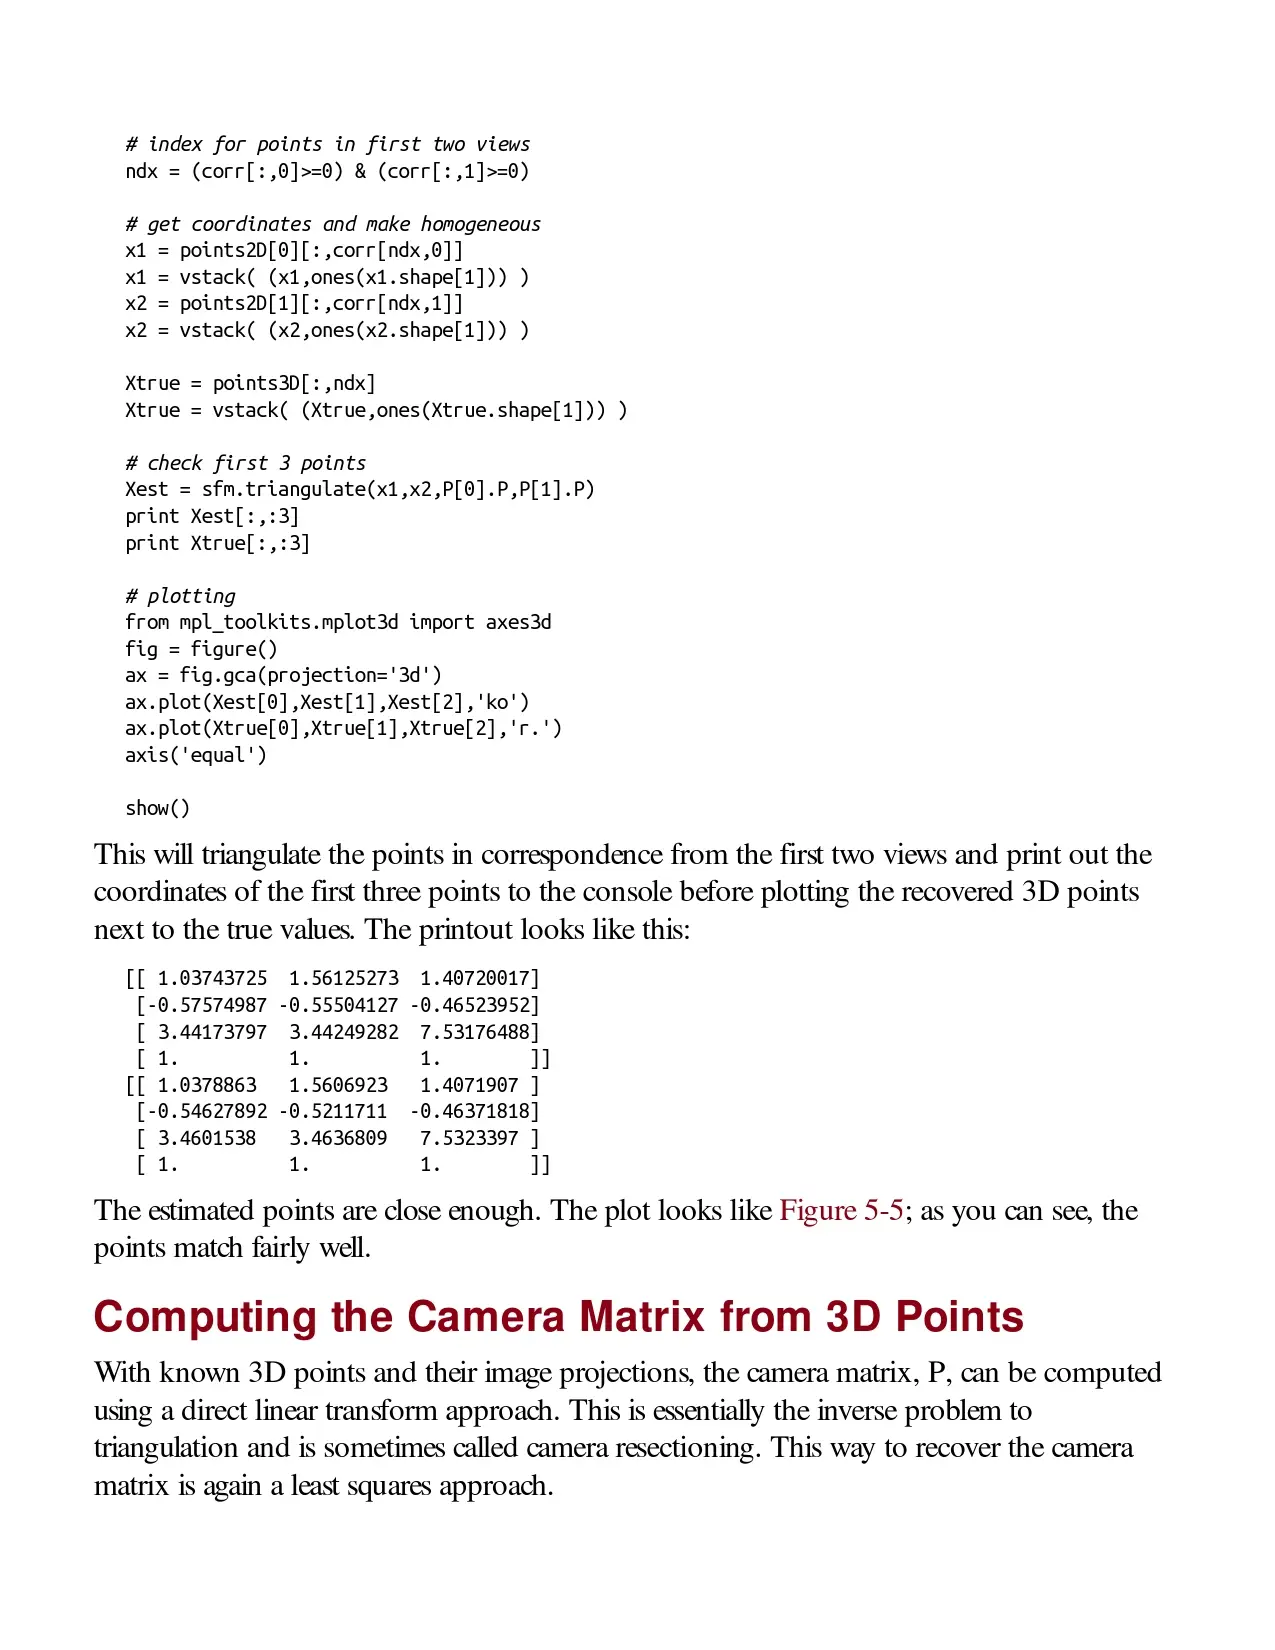 # index for points in first two views
ndx = (corr[:,0]>=0) & (corr[:,1]>=0)
# get coordinates and make homogeneous
x1 = points2D[0][:,corr[ndx,0]]
x1 = vstack( (x1,ones(x1.shape[1])) )
x2 = points2D[1][:,corr[ndx,1]]
x2 = vstack( (x2,ones(x2.shape[1])) )
Xtrue = points3D[:,ndx]
Xtrue = vstack( (Xtrue,ones(Xtrue.shape[1])) )
# check first 3 points
Xest = sfm.triangulate(x1,x2,P[0].P,P[1].P)
print Xest[:,:3]
print Xtrue[:,:3]
# plotting
from mpl_toolkits.mplot3d import axes3d
fig = figure()
ax = fig.gca(projection='3d')
ax.plot(Xest[0],Xest[1],Xest[2],'ko')
ax.plot(Xtrue[0],Xtrue[1],Xtrue[2],'r.')
axis('equal')
show()
This will triangulate the points in correspondence from the first two views and print out the
coordinates of the first three points to the console before plotting the recovered 3D points
next to the true values. The printout looks like this:
[[ 1.03743725  1.56125273  1.40720017]
 [-0.57574987 -0.55504127 -0.46523952]
 [ 3.44173797  3.44249282  7.53176488]
 [ 1.          1.          1.        ]]
[[ 1.0378863   1.5606923   1.4071907 ]
 [-0.54627892 -0.5211711  -0.46371818]
 [ 3.4601538   3.4636809   7.5323397 ]
 [ 1.          1.          1.        ]]
The estimated points are close enough. The plot looks like Figure 5-5; as you can see, the
points match fairly well.
Computing the Camera Matrix from 3D Points
With known 3D points and their image projections, the camera matrix, P, can be computed
using a direct linear transform approach. This is essentially the inverse problem to
triangulation and is sometimes called camera resectioning. This way to recover the camera
matrix is again a least squares approach.